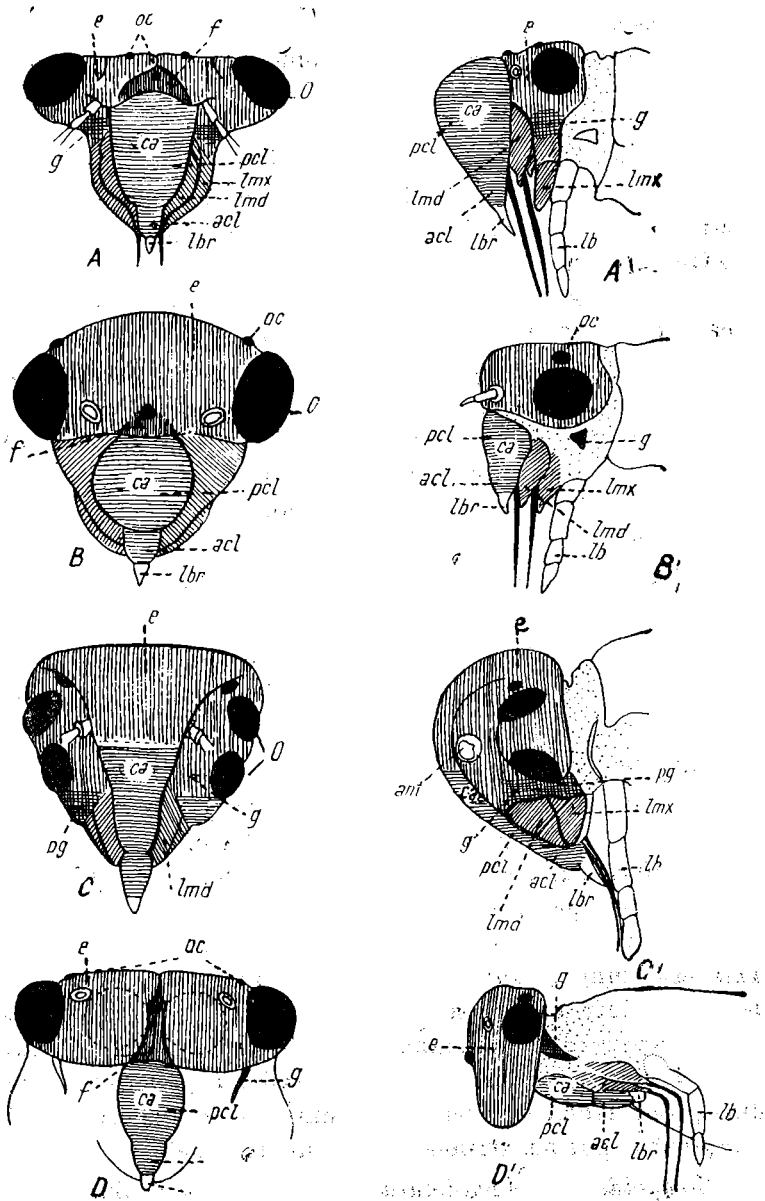 e oc f
O
g ca pcl
lmx
lmd
acl
lbr
A
e
ca
pcl g
lmd lmx
acl lbr
lb
A'
e
oc
O
f
ca pcl
acl
lbr
B
oc
pcl ca g
acl lmx
lbr lmd
lb
B'
e
O
ca
g
pg
lmd
C
e
ant pg
ca lmx
g
pcl acl lb
lbr
lmd
C'
e oc
f g
ca pcl
D
g
e
ca lb
pcl acl lbr
D'